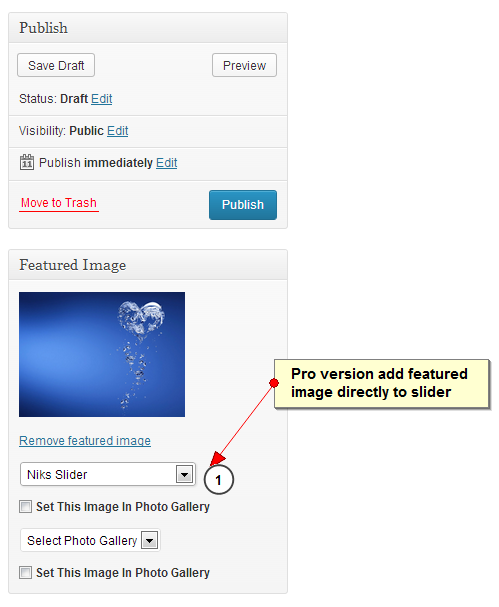 Publish
Save Draft Preview
Status: Draft Edit
Visibility: Public Edit
11 Publish immediately Edit
Move to Trash Publish
Featured Image
Pro version add featured
image directly to slider
Remove featured image
Niks Slider
1
Set This Image In Photo Gallery
Select Photo Gallery
Set This Image In Photo Gallery